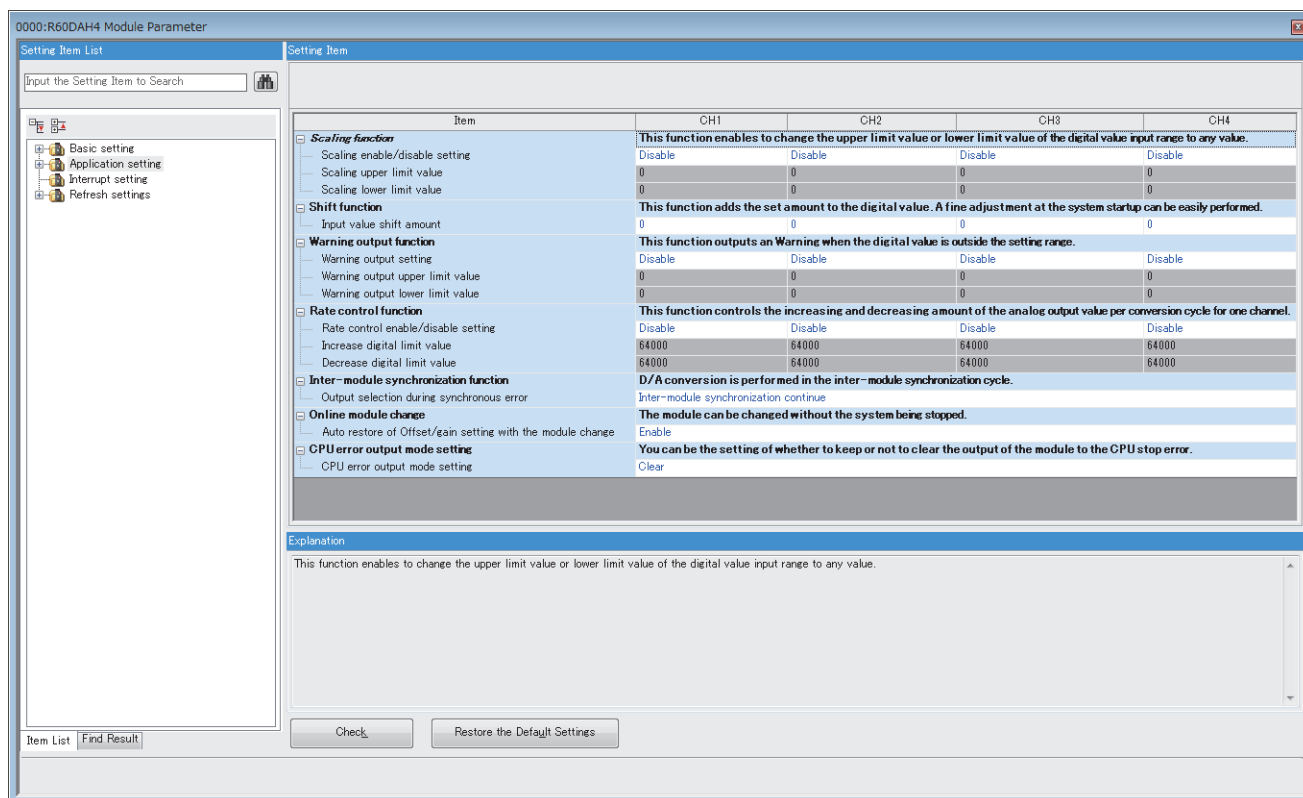 0000:R60DAH4 Module Parameter
Setting Item List
Setting Item
Input the Setting Item to Search
Basic setting
Application setting
Interrupt setting
Refresh settings
Item CH1 CH2 CH3 CH4
Scaling function This function enables to change the upper limit value or lower limit value of the digital value input range to any value.
Scaling enable/disable setting Disable Disable Disable Disable
Scaling upper limit value 0 0 0 0
Scaling lower limit value 0 0 0 0
Shift function This function adds the set amount to the digital value. A fine adjustment at the system startup can be easily performed.
Input value shift amount 0 0 0 0
Warning output function This function outputs an Warning when the digital value is outside the setting range.
Warning output setting Disable Disable Disable Disable
Warning output upper limit value 0 0 0 0
Warning output lower limit value 0 0 0 0
Rate control function This function controls the increasing and decreasing amount of the analog output value per conversion cycle for one channel.
Rate control enable/disable setting Disable Disable Disable Disable
Increase digital limit value 64000 64000 64000 64000
Decrease digital limit value 64000 64000 64000 64000
Inter-module synchronization function D/A conversion is performed in the inter-module synchronization cycle.
Output selection during synchronous error Inter-module synchronization continue
Online module change The module can be changed without the system being stopped.
Auto restore of Offset/gain setting with the module change Enable
CPU error output mode setting You can be the setting of whether to keep or not to clear the output of the module to the CPU stop error.
CPU error output mode setting Clear
Explanation
This function enables to change the upper limit value or lower limit value of the digital value input range to any value.
Check Restore the Default Settings
Item List Find Result